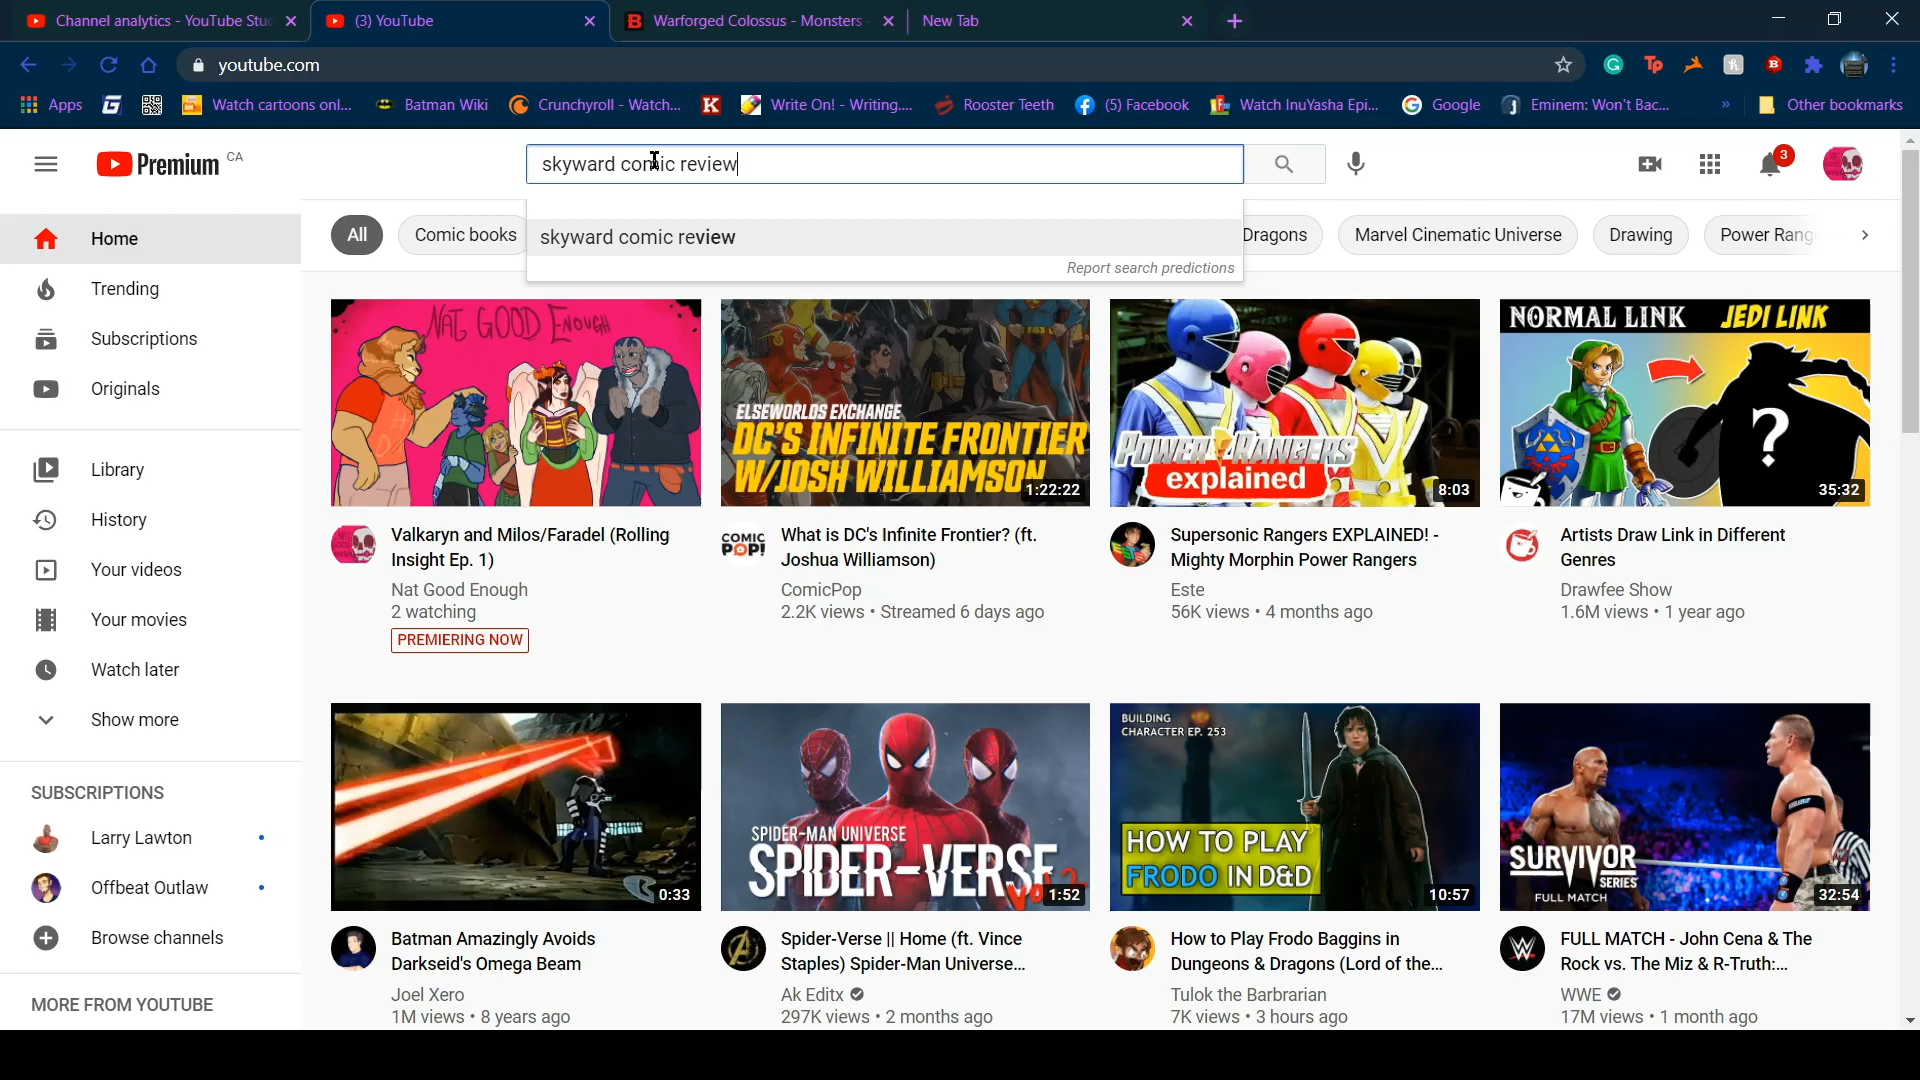 Channel analytics - YouTube Stu
(3) YouTube
Warforged Colossus - Monsters
New Tab
youtube.com
Apps
Watch cartoons onl...
Batman Wiki
Crunchyroll - Watch...
Write On! - Writing....
Rooster Teeth
(5) Facebook
Watch InuYasha Epi...
Google
Eminem: Won't Bac...
»
Other bookmarks
Premium CA
skyward comic review
3
All
Comic books
skyward comic review
Dragons
Marvel Cinematic Universe
Drawing
Power Rang
Report search predictions
Home
Trending
Subscriptions
Originals
Library
History
Your videos
Your movies
Watch later
Show more
SUBSCRIPTIONS
Larry Lawton
Offbeat Outlaw
Browse channels
MORE FROM YOUTUBE
NAT GOOD ENOUGH
Valkaryn and Milos/Faradel (Rolling
Insight Ep. 1)
Nat Good Enough
2 watching
PREMIERING NOW
ELSEWORLDS EXCHANGE
DC'S INFINITE FRONTIER
W/JOSH WILLIAMSON
1:22:22
COMIC
POP!
What is DC's Infinite Frontier? (ft.
Joshua Williamson)
ComicPop
2.2K views • Streamed 6 days ago
POWER RANGERS
explained
8:03
Supersonic Rangers EXPLAINED! -
Mighty Morphin Power Rangers
Este
56K views • 4 months ago
NORMAL LINK JEDI LINK
?
35:32
Artists Draw Link in Different
Genres
Drawfee Show
1.6M views • 1 year ago
0:33
Batman Amazingly Avoids
Darkseid's Omega Beam
Joel Xero
1M views • 8 years ago
SPIDER-MAN UNIVERSE
SPIDER-VERSE
1:52
Spider-Verse || Home (ft. Vince
Staples) Spider-Man Universe...
Ak Editx
297K views • 2 months ago
BUILDING
CHARACTER EP. 253
HOW TO PLAY
FRODO IN D&D
10:57
How to Play Frodo Baggins in
Dungeons & Dragons (Lord of the...
Tulok the Barbrarian
7K views • 3 hours ago
SURVIVOR
SERIES
FULL MATCH
32:54
FULL MATCH - John Cena & The
Rock vs. The Miz & R-Truth:...
WWE
17M views • 1 month ago